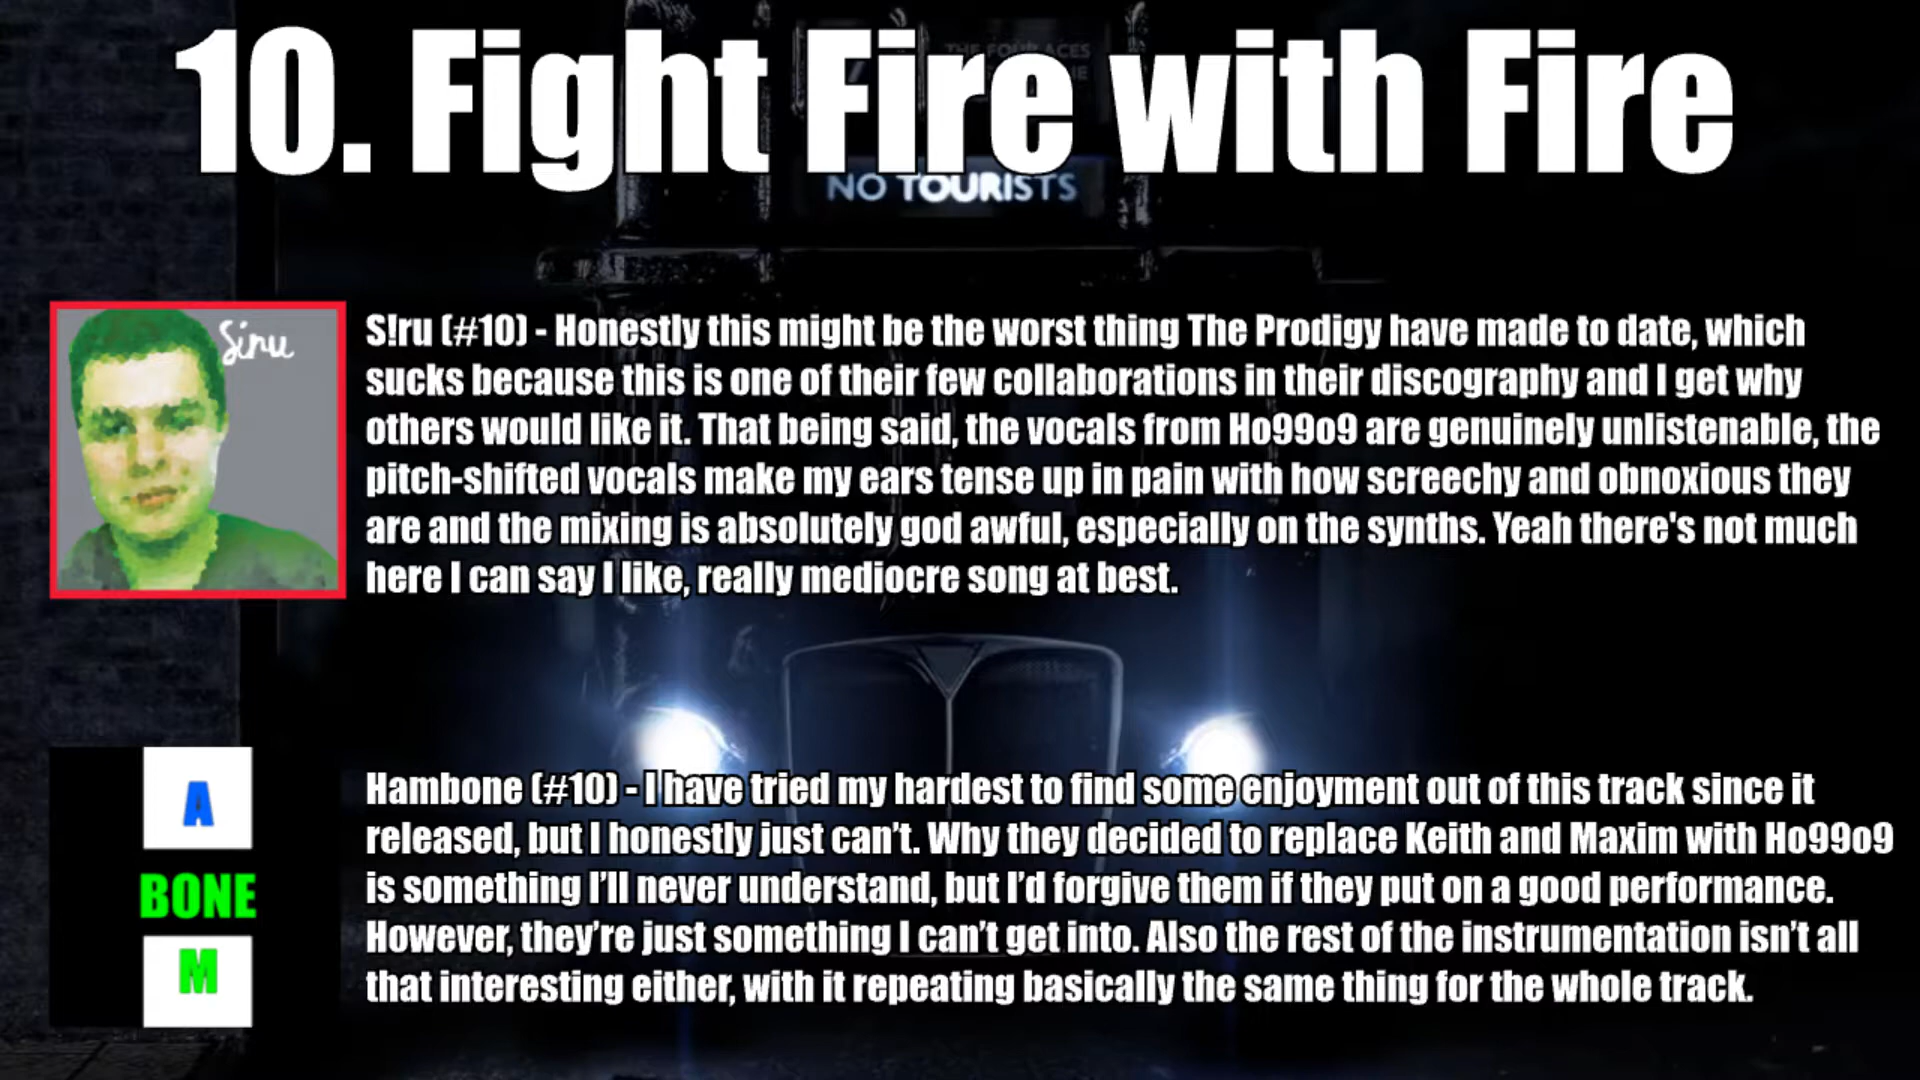 10. Fight Fire with Fire
THE FOUR ACES
NO TOURISTS
Siru
S!ru (#10) - Honestly this might be the worst thing The Prodigy have made to date, which
sucks because this is one of their few collaborations in their discography and I get why
others would like it. That being said, the vocals from Ho99o9 are genuinely unlistenable, the
pitch-shifted vocals make my ears tense up in pain with how screechy and obnoxious they
are and the mixing is absolutely god awful, especially on the synths. Yeah there's not much
here I can say I like, really mediocre song at best.
A
BONE
M
Hambone (#10) - I have tried my hardest to find some enjoyment out of this track since it
released, but I honestly just can’t. Why they decided to replace Keith and Maxim with Ho99o9
is something I’ll never understand, but I’d forgive them if they put on a good performance.
However, they’re just something I can’t get into. Also the rest of the instrumentation isn’t all
that interesting either, with it repeating basically the same thing for the whole track.